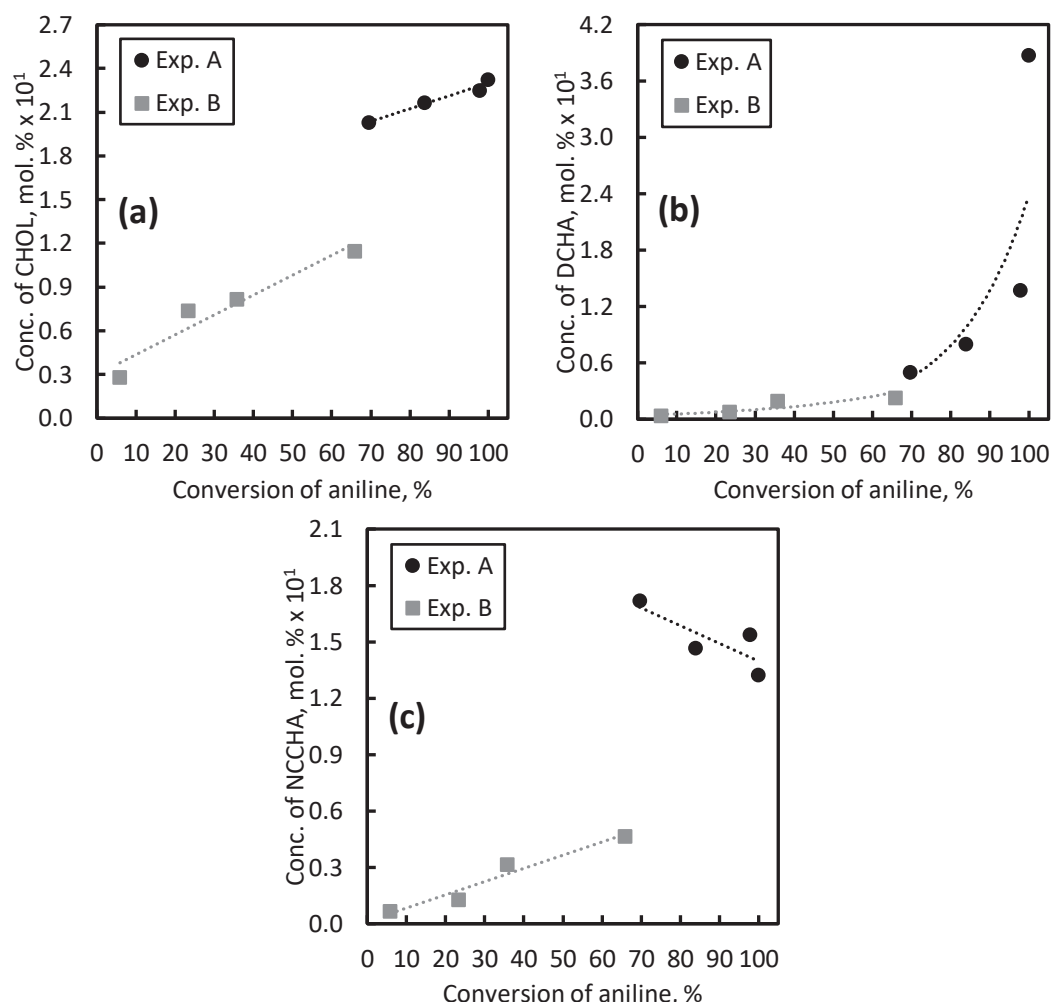 Conc. of CHOL, mol. % x 10¹
2.7
2.4
2.1
1.8
1.5
1.2
0.9
0.6
0.3
0.0
Exp. A
Exp. B
(a)
0 10 20 30 40 50 60 70 80 90 100
Conversion of aniline, %
Conc. of DCHA, mol. % x 10¹
4.2
3.6
3.0
2.4
1.8
1.2
0.6
0.0
Exp. A
Exp. B
(b)
0 10 20 30 40 50 60 70 80 90 100
Conversion of aniline, %
Conc. of NCCHA, mol. % x 10¹
2.1
1.8
1.5
1.2
0.9
0.6
0.3
0.0
Exp. A
Exp. B
(c)
0 10 20 30 40 50 60 70 80 90 100
Conversion of aniline, %